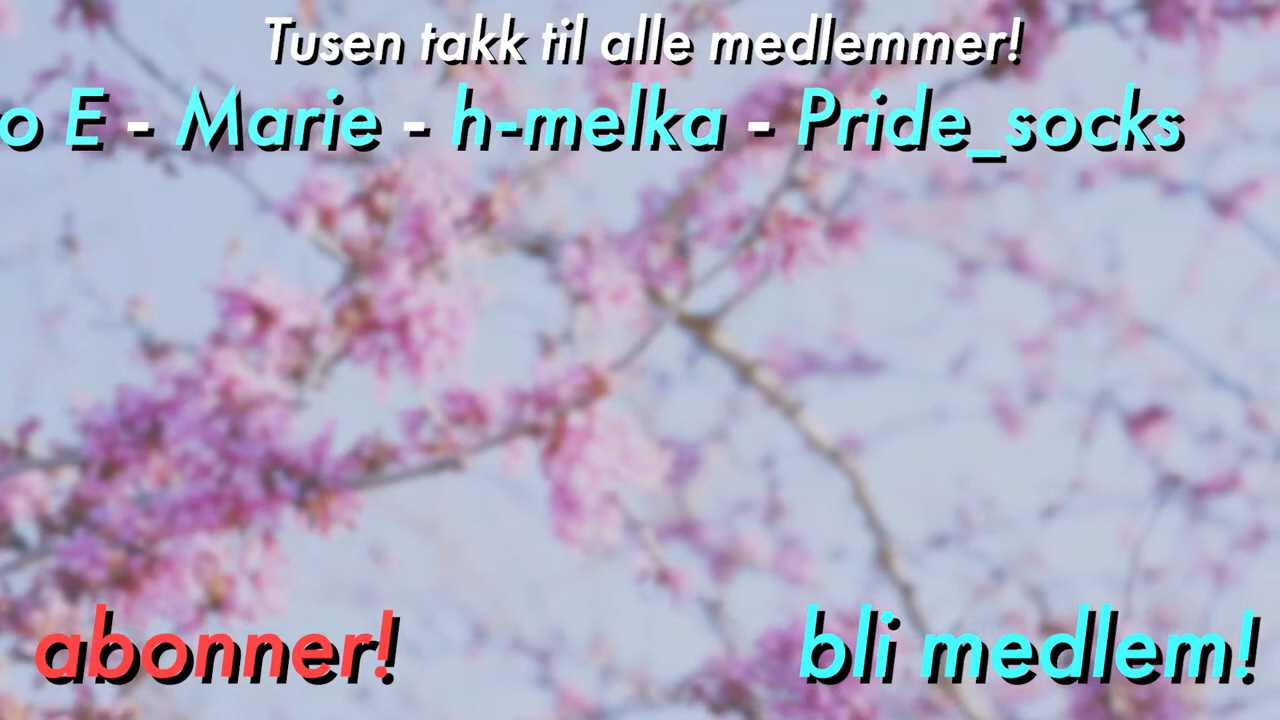 Tusen takk til alle medlemmer!
o E - Marie - h-melka - Pride_socks
abonner!
bli medlem!